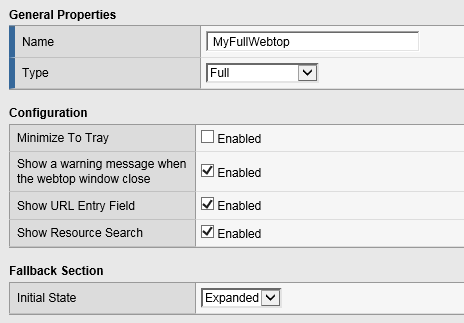 General Properties
Name
MyFullWebtop
Type
Full
Configuration
Minimize To Tray
Enabled
Show a warning message when
the webtop window close
Enabled
Show URL Entry Field
Enabled
Show Resource Search
Enabled
Fallback Section
Initial State
Expanded